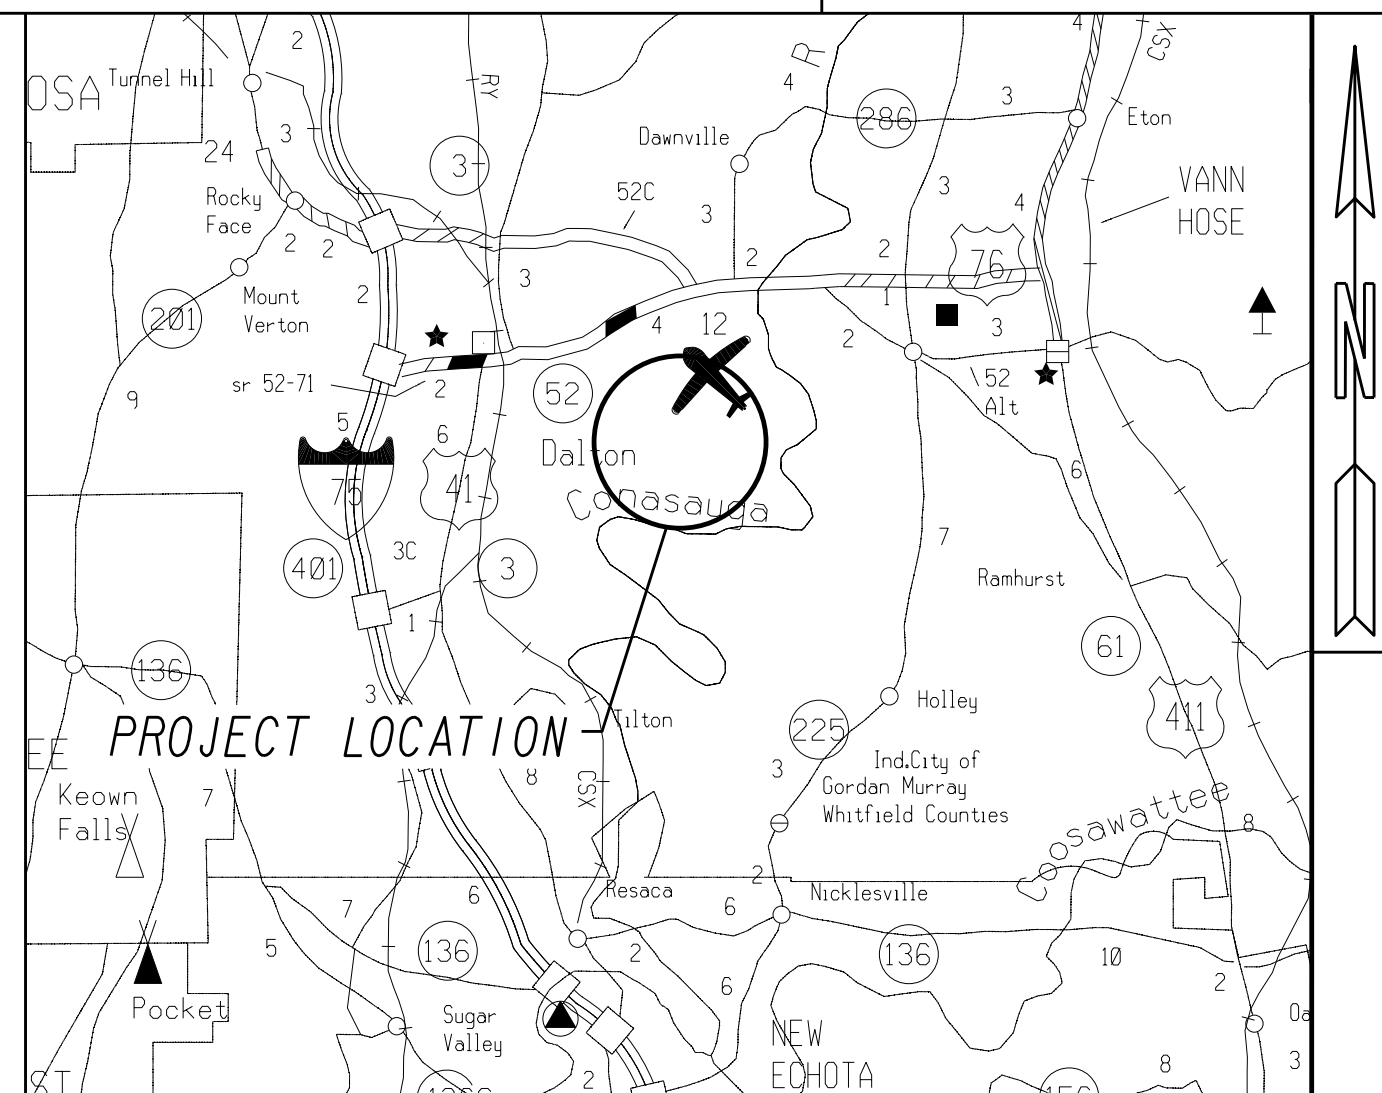 2
4
CSX
R
OSA
Tunnel Hill
RY
4
3
286
Eton
3
24
3
Dawnville
VANN
HOSE
Rocky
Face
52C
3
3
4
2
2
2
2
76
3
Mount
Verton
2
1
201
4
12
2
3
sr 52-71
2
52
\52
Alt
9
5
6
Dalton
6
75
41
Conasauga
7
401
3C
3
Ramhurst
1
61
136
3
Holley
411
PROJECT LOCATION
Tilton
225
EE
8
CSX
3
Ind.City of
Gordan Murray
Whitfield Counties
Keown
Falls
7
Coosawattee
8
2
6
Resaca
Nicklesville
7
6
5
136
2
136
10
6
2
Pocket
Sugar
Valley
NEW
ECHOTA
Oa
3
ST
2
8